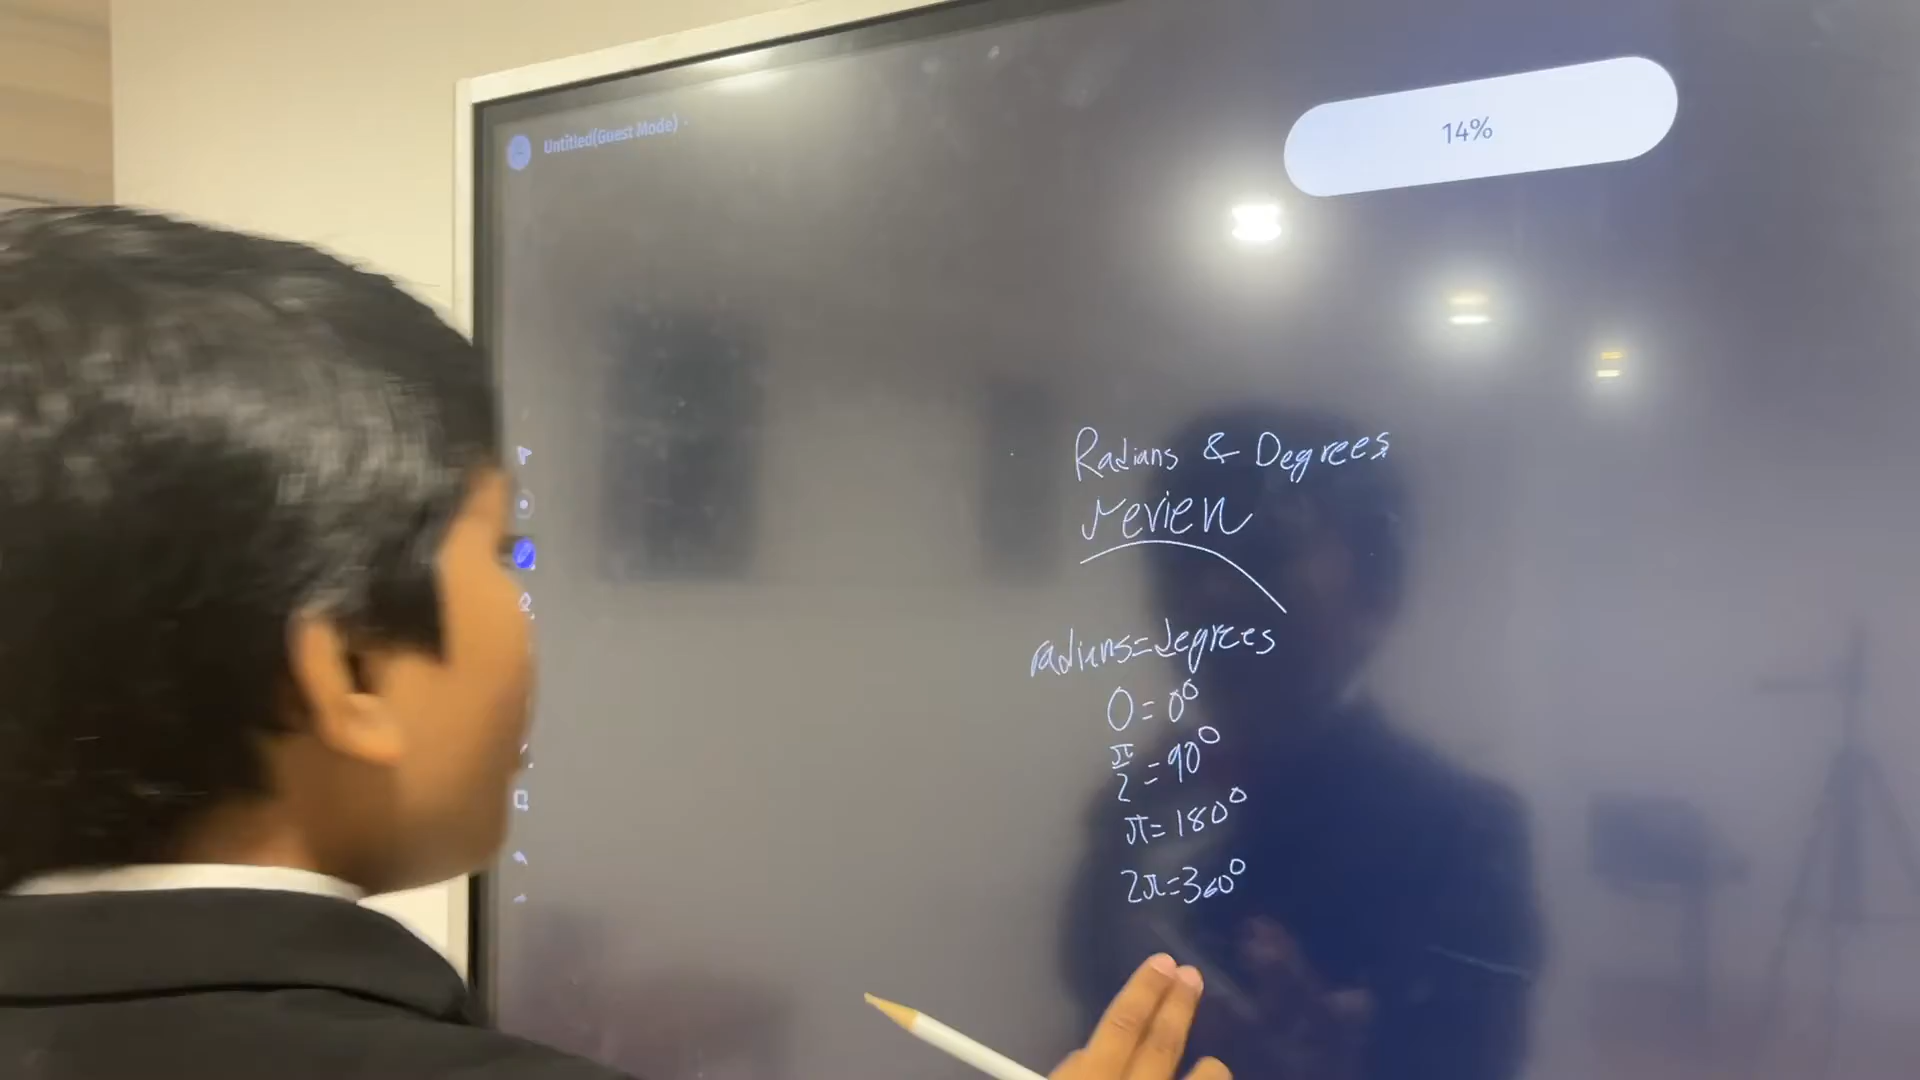 Untitled(Guest Mode)
14%
Radians & Degrees
review
radians=degrees
0=0°
π/2=90°
π=180°
2π=360°